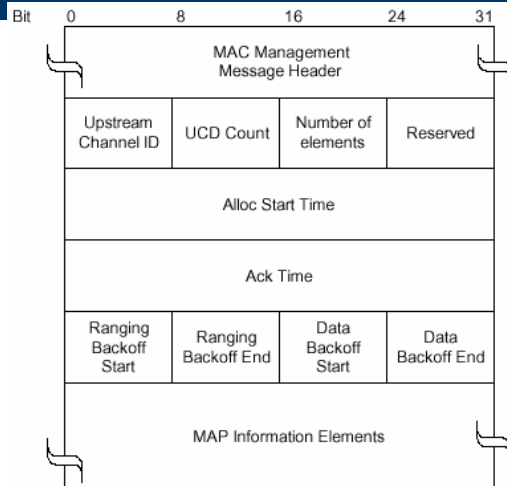 Bit 0 8 16 24 31
MAC Management
Message Header
Upstream
Channel ID
UCD Count
Number of
elements
Reserved
Alloc Start Time
Ack Time
Ranging
Backoff
Start
Ranging
Backoff End
Data
Backoff
Start
Data
Backoff End
MAP Information Elements